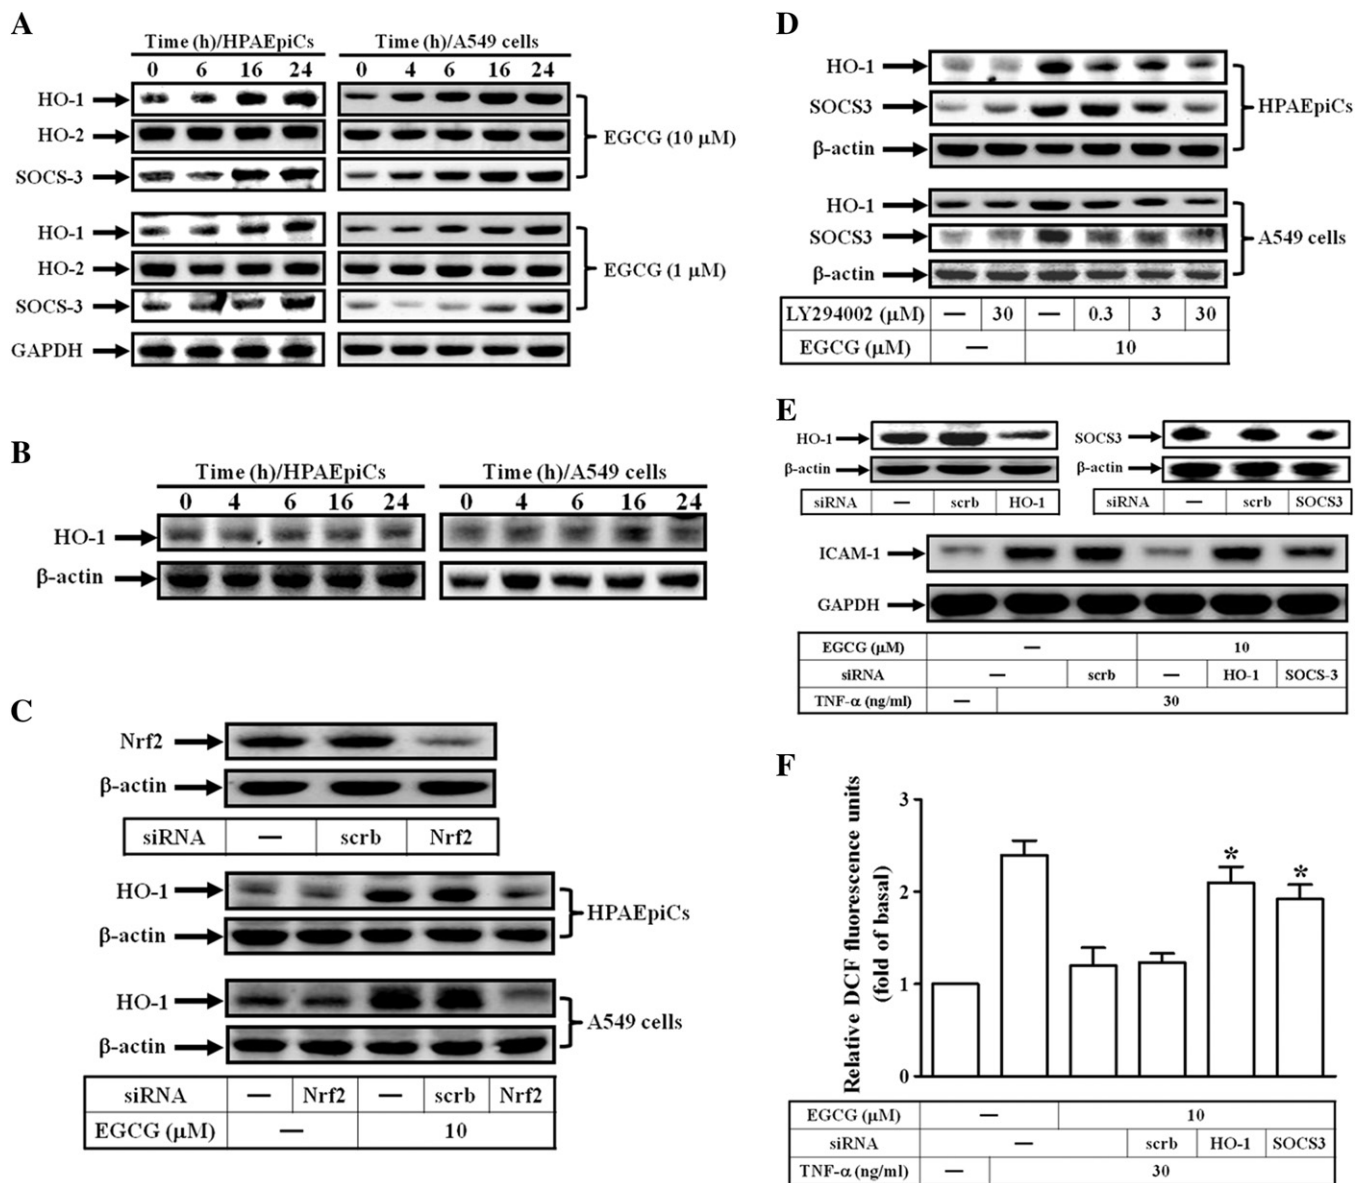 A
Time (h)/HPAEpiCs
Time (h)/A549 cells
0 6 16 24
0 4 6 16 24
HO-1
HO-2
SOCS-3
EGCG (10 µM)
HO-1
HO-2
SOCS-3
EGCG (1 µM)
GAPDH
B
Time (h)/HPAEpiCs
Time (h)/A549 cells
0 4 6 16 24
0 4 6 16 24
HO-1
β-actin
C
Nrf2
β-actin
siRNA — scrb Nrf2
HO-1
β-actin
HPAEpiCs
HO-1
β-actin
A549 cells
siRNA — Nrf2 — scrb Nrf2
EGCG (µM) — 10
D
HO-1
SOCS3
β-actin
HPAEpiCs
HO-1
SOCS3
β-actin
A549 cells
LY294002 (µM) — 30 — 0.3 3 30
EGCG (µM) — 10
E
HO-1
β-actin
siRNA — scrb HO-1
SOCS3
β-actin
siRNA — scrb SOCS3
ICAM-1
GAPDH
EGCG (µM) — 10
siRNA — scrb — HO-1 SOCS-3
TNF-α (ng/ml) — 30
F
Relative DCF fluorescence units
(fold of basal)
3
2
1
0
* *
EGCG (µM) — 10
siRNA — scrb HO-1 SOCS3
TNF-α (ng/ml) — 30